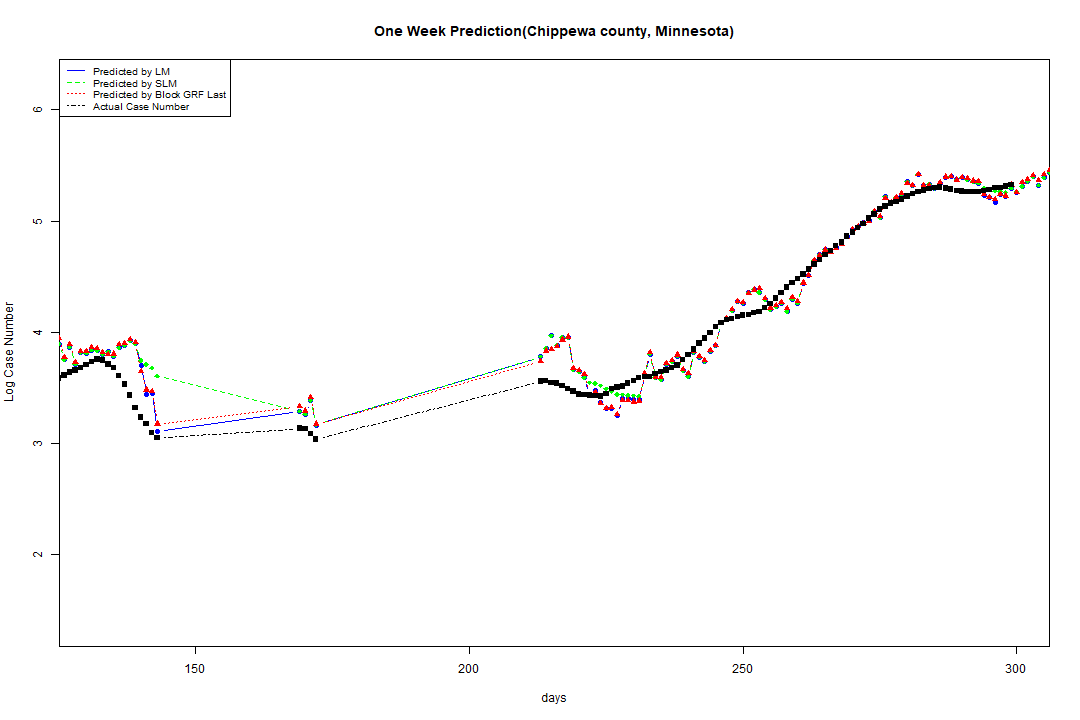 One Week Prediction(Chippewa county, Minnesota)
Predicted by LM
Predicted by SLM
Predicted by Block GRF Last
Actual Case Number
Log Case Number
6
5
4
3
2
150 200 250 300
days